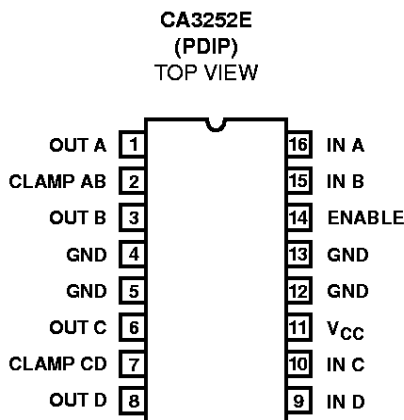 CA3252E
(PDIP)
TOP VIEW
OUT A 1 16 IN A
CLAMP AB 2 15 IN B
OUT B 3 14 ENABLE
GND 4 13 GND
GND 5 12 GND
OUT C 6 11 VCC
CLAMP CD 7 10 IN C
OUT D 8 9 IN D